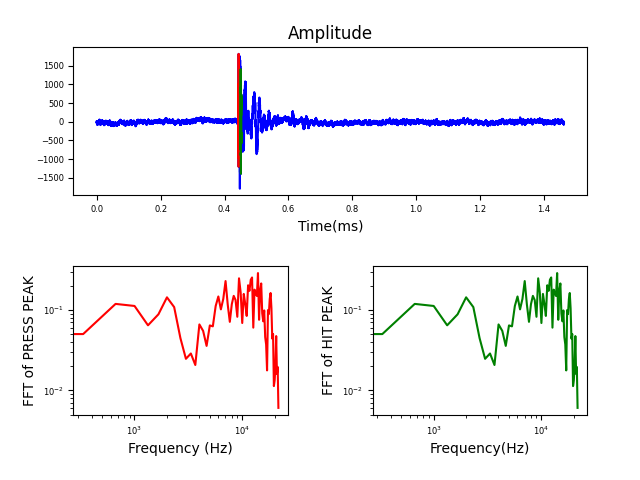 Amplitude
1500
1000
500
0
−500
−1000
−1500
0.0 0.2 0.4 0.6 0.8 1.0 1.2 1.4
Time(ms)
FFT of PRESS PEAK
10⁻¹
10⁻²
10³ 10⁴
Frequency (Hz)
FFT of HIT PEAK
10⁻¹
10⁻²
10³ 10⁴
Frequency(Hz)